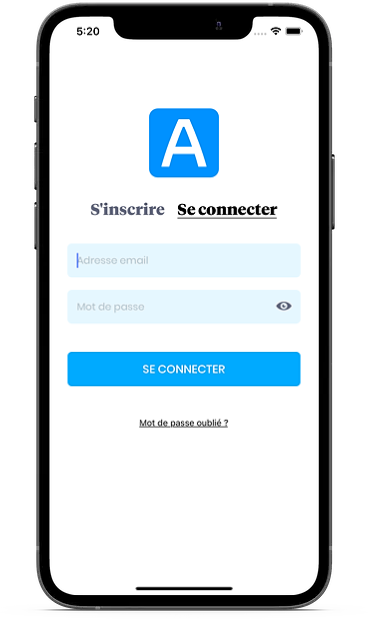 5:20
A
S'inscrire Se connecter
Adresse email
Mot de passe
SE CONNECTER
Mot de passe oublié ?